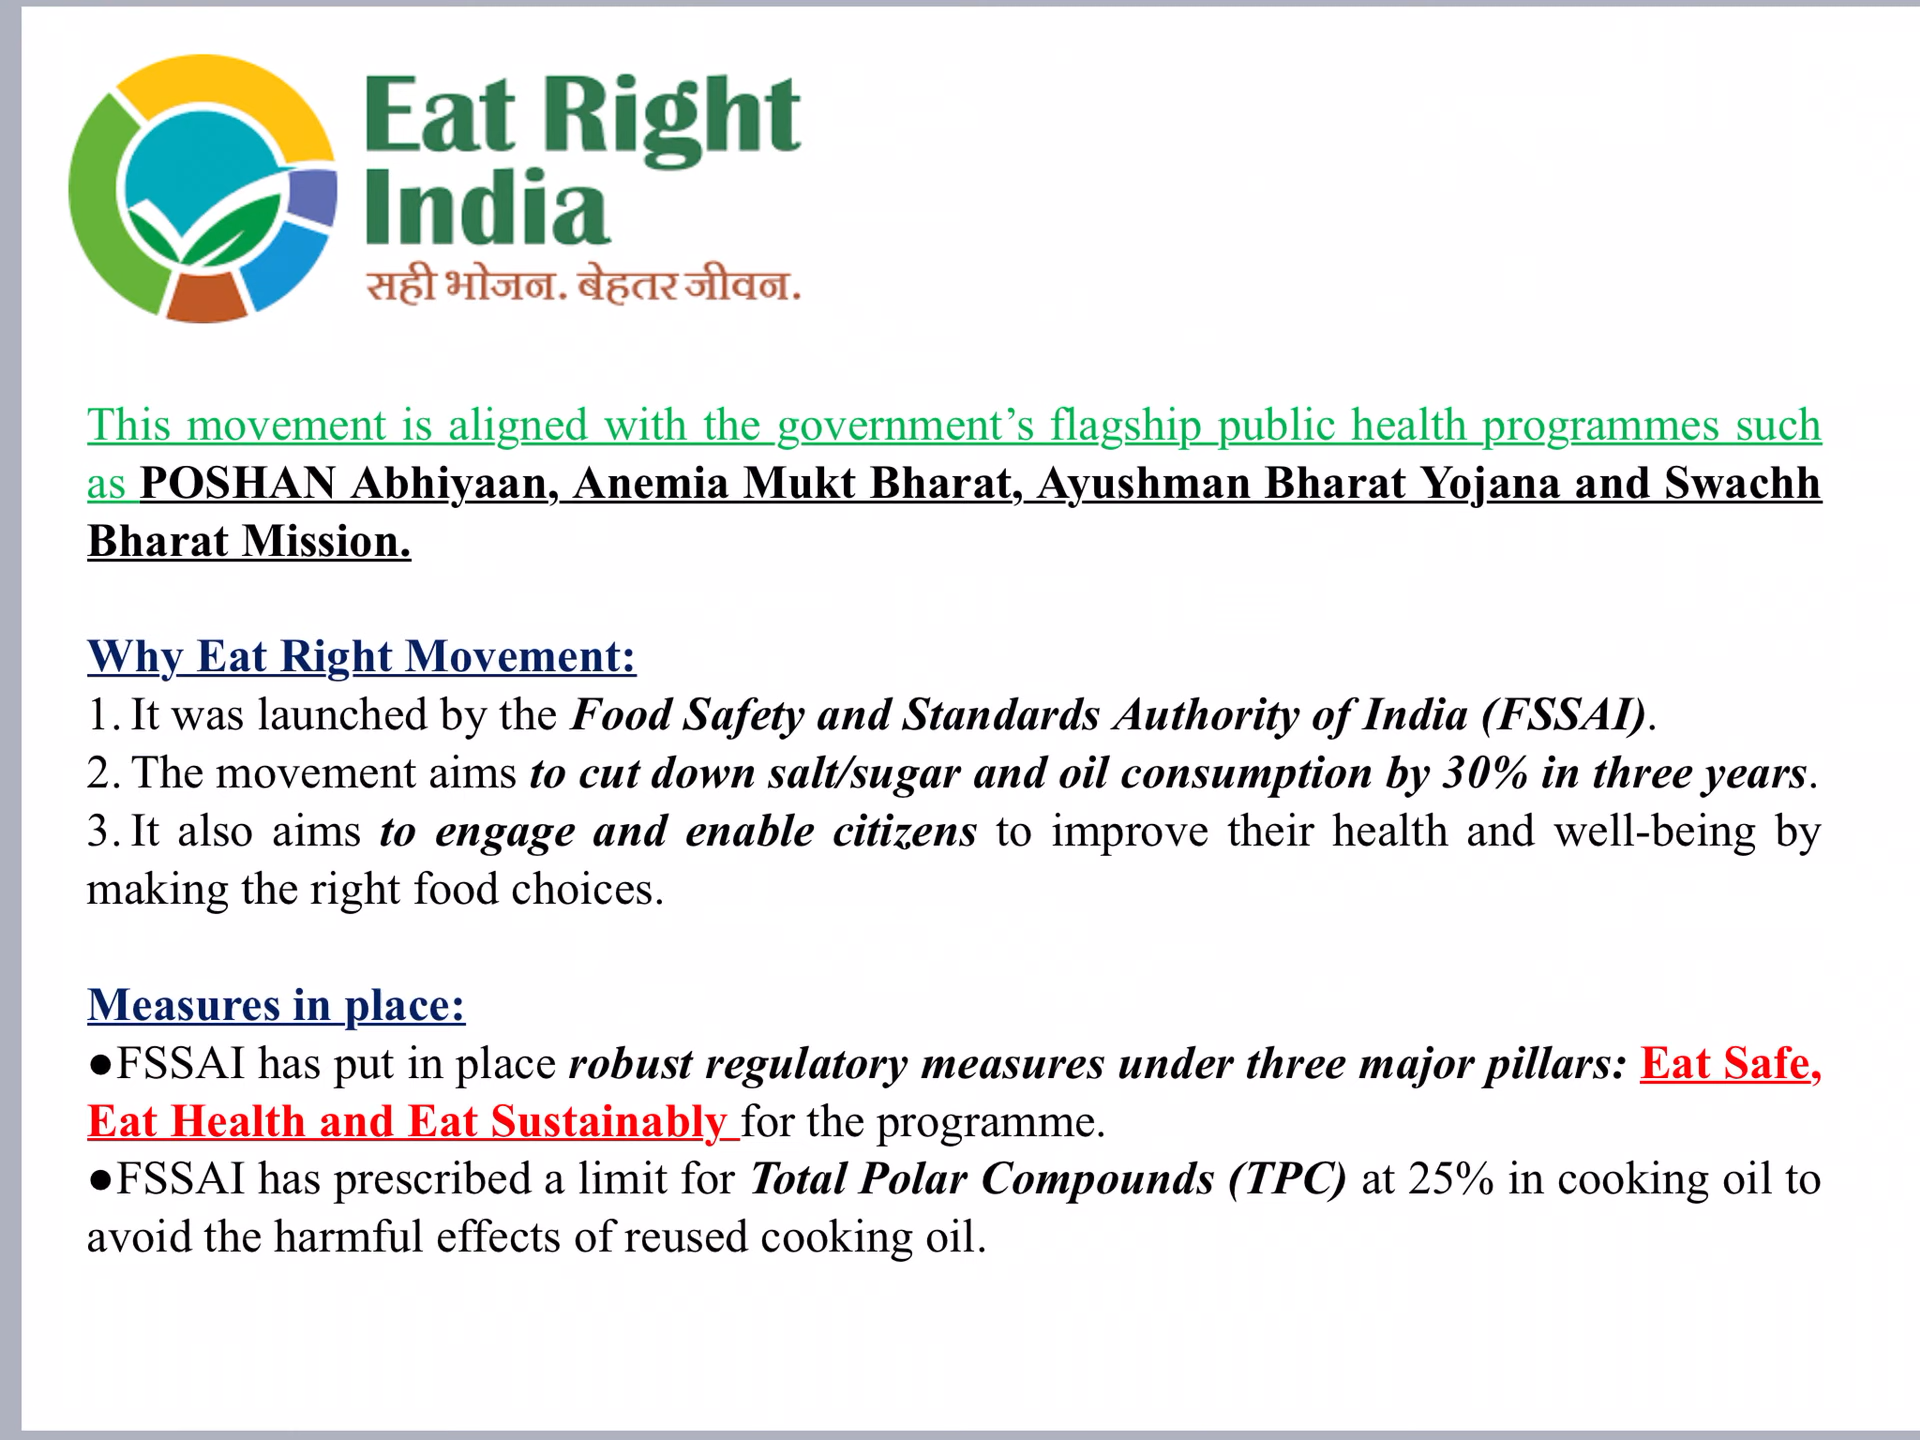 Eat Right
India
सही भोजन. बेहतर जीवन.
This movement is aligned with the government’s flagship public health programmes such
as POSHAN Abhiyaan, Anemia Mukt Bharat, Ayushman Bharat Yojana and Swachh
Bharat Mission.
Why Eat Right Movement:
1. It was launched by the Food Safety and Standards Authority of India (FSSAI).
2. The movement aims to cut down salt/sugar and oil consumption by 30% in three years.
3. It also aims to engage and enable citizens to improve their health and well-being by
making the right food choices.
Measures in place:
●FSSAI has put in place robust regulatory measures under three major pillars: Eat Safe,
Eat Health and Eat Sustainably for the programme.
●FSSAI has prescribed a limit for Total Polar Compounds (TPC) at 25% in cooking oil to
avoid the harmful effects of reused cooking oil.